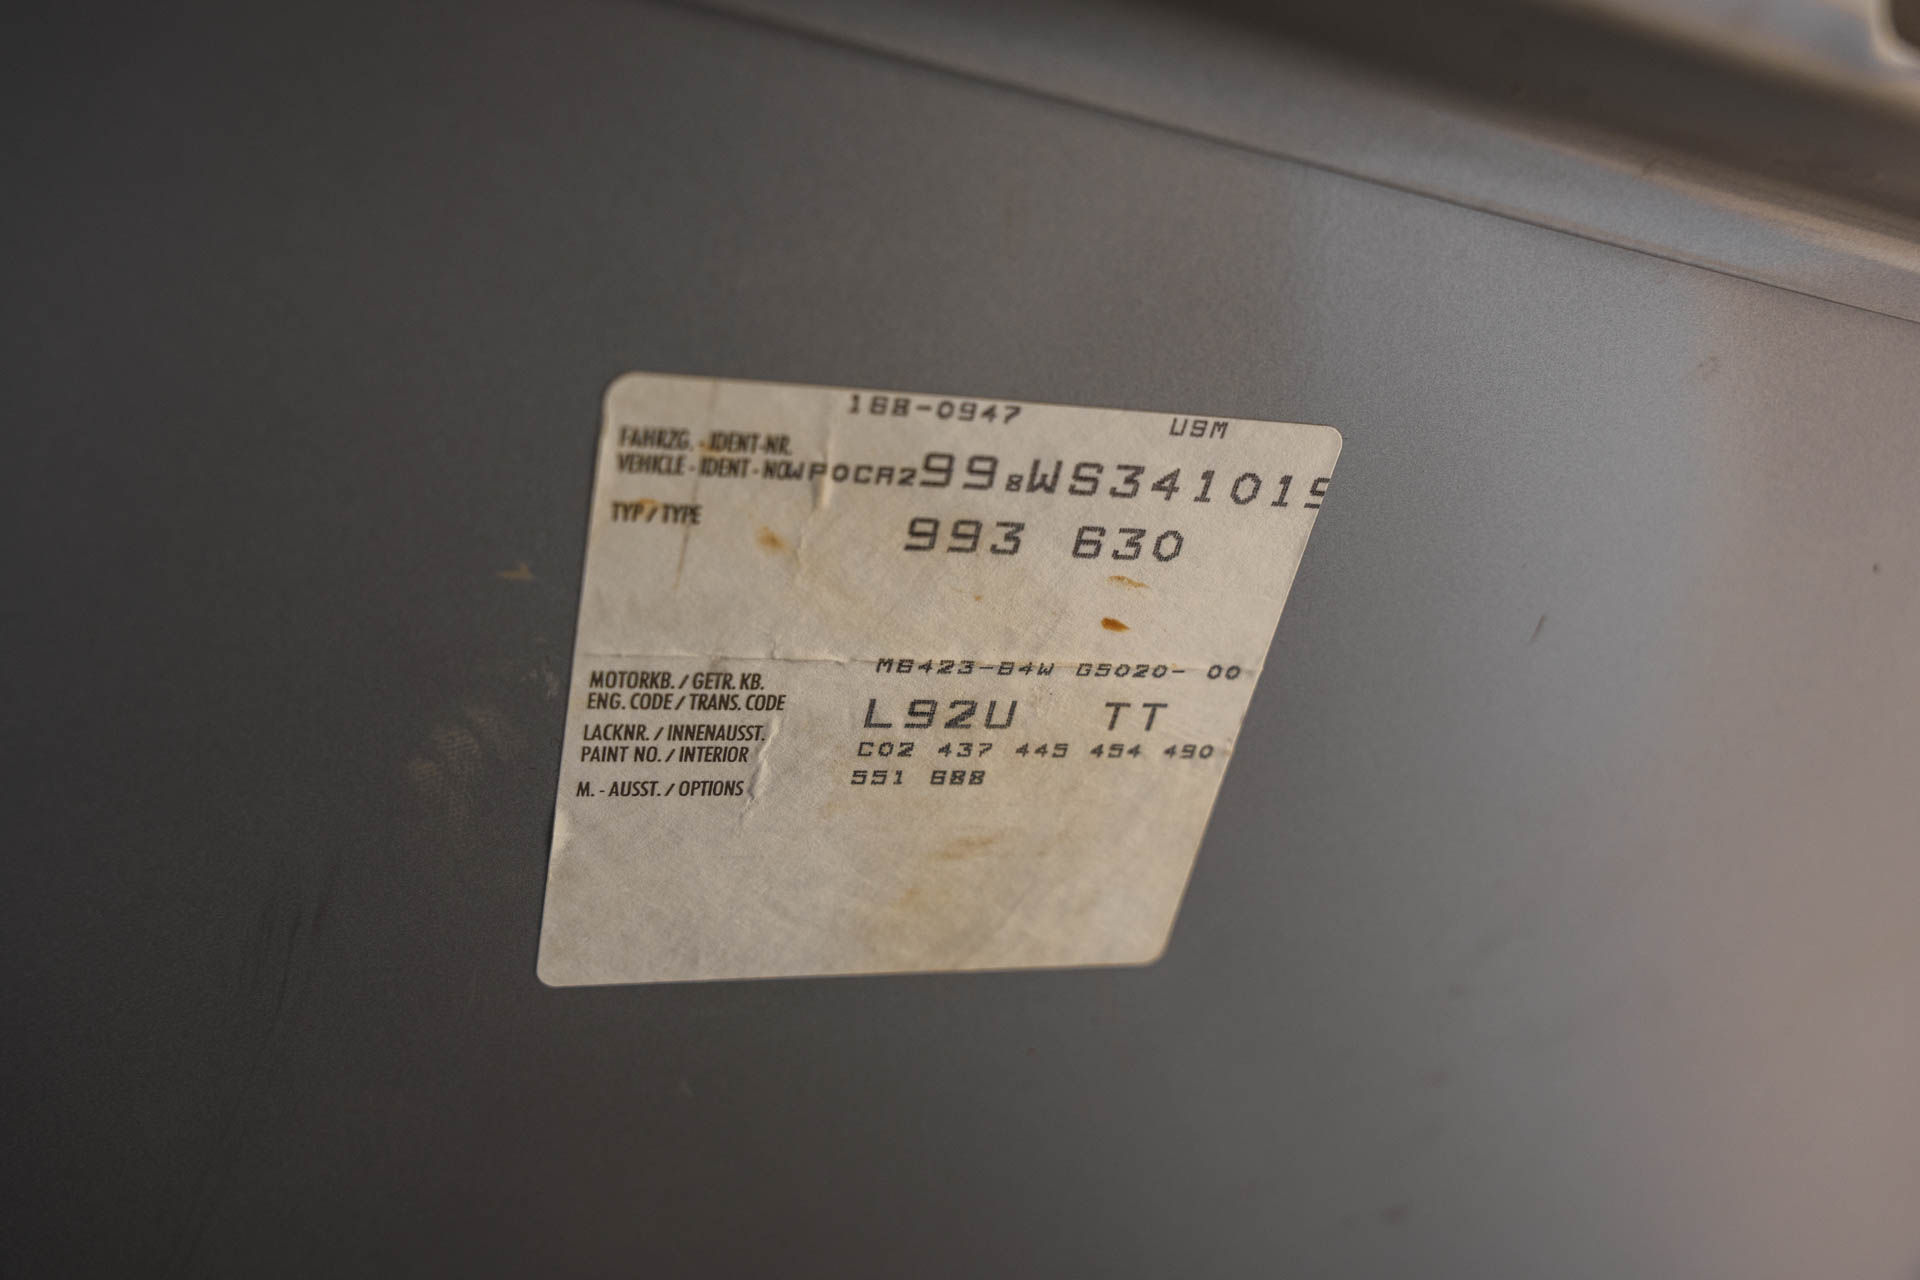 168-0947 USM
FAHRZG. - IDENT-NR.
VEHICLE - IDENT - NO. WP0CA2998WS341019
TYP / TYPE 993 630
MOTORKB. / GETR. KB. M6423-64W G5020- 00
ENG. CODE / TRANS. CODE
LACKNR. / INNENAUSST. L92U TT
PAINT NO. / INTERIOR C02 437 445 454 490
M. - AUSST. / OPTIONS 551 688